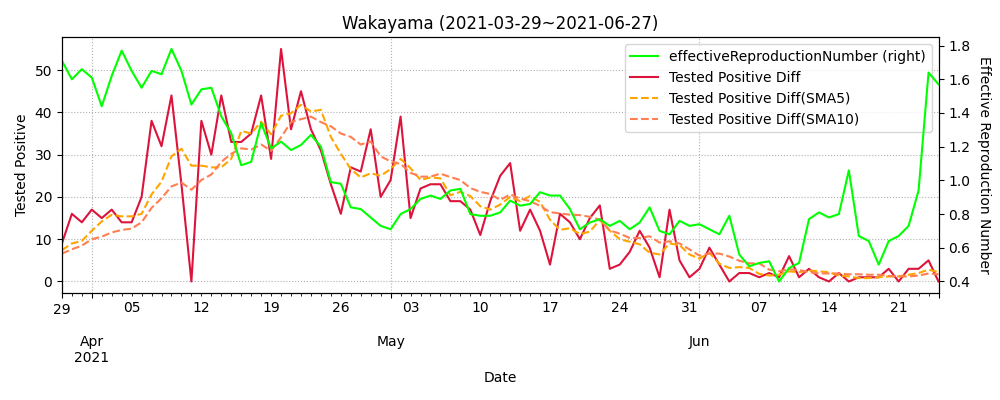 Wakayama (2021-03-29~2021-06-27)
effectiveReproductionNumber (right)
Tested Positive Diff
Tested Positive Diff(SMA5)
Tested Positive Diff(SMA10)
Tested Positive
50
40
30
20
10
0
1.8
1.6
1.4
1.2
1.0
0.8
0.6
0.4
Effective Reproduction Number
29 05 12 19 26 03 10 17 24 31 07 14 21
Apr May Jun
2021
Date